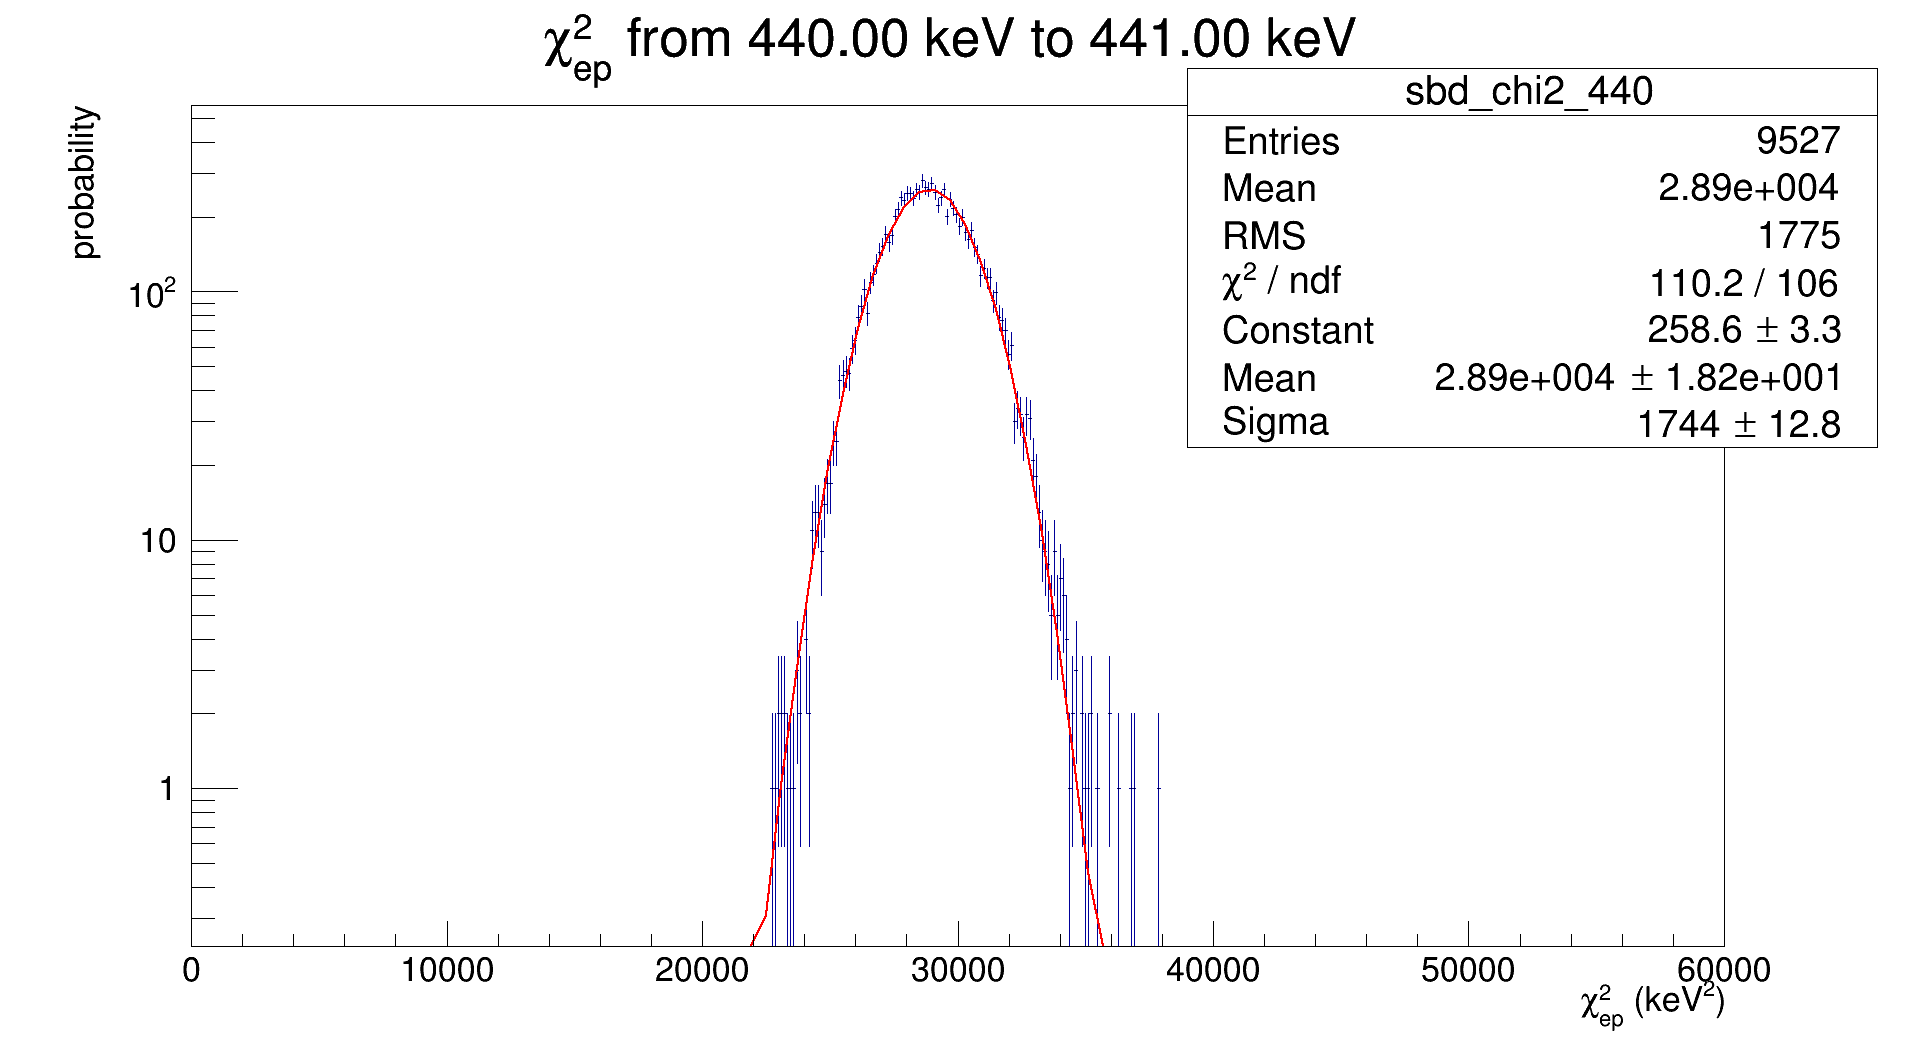 χ²ep from 440.00 keV to 441.00 keV
sbd_chi2_440
Entries 9527
Mean 2.89e+004
RMS 1775
χ² / ndf 110.2 / 106
Constant 258.6 ± 3.3
Mean 2.89e+004 ± 1.82e+001
Sigma 1744 ± 12.8
probability
10²
10
1
0 10000 20000 30000 40000 50000 60000
χ²ep (keV²)